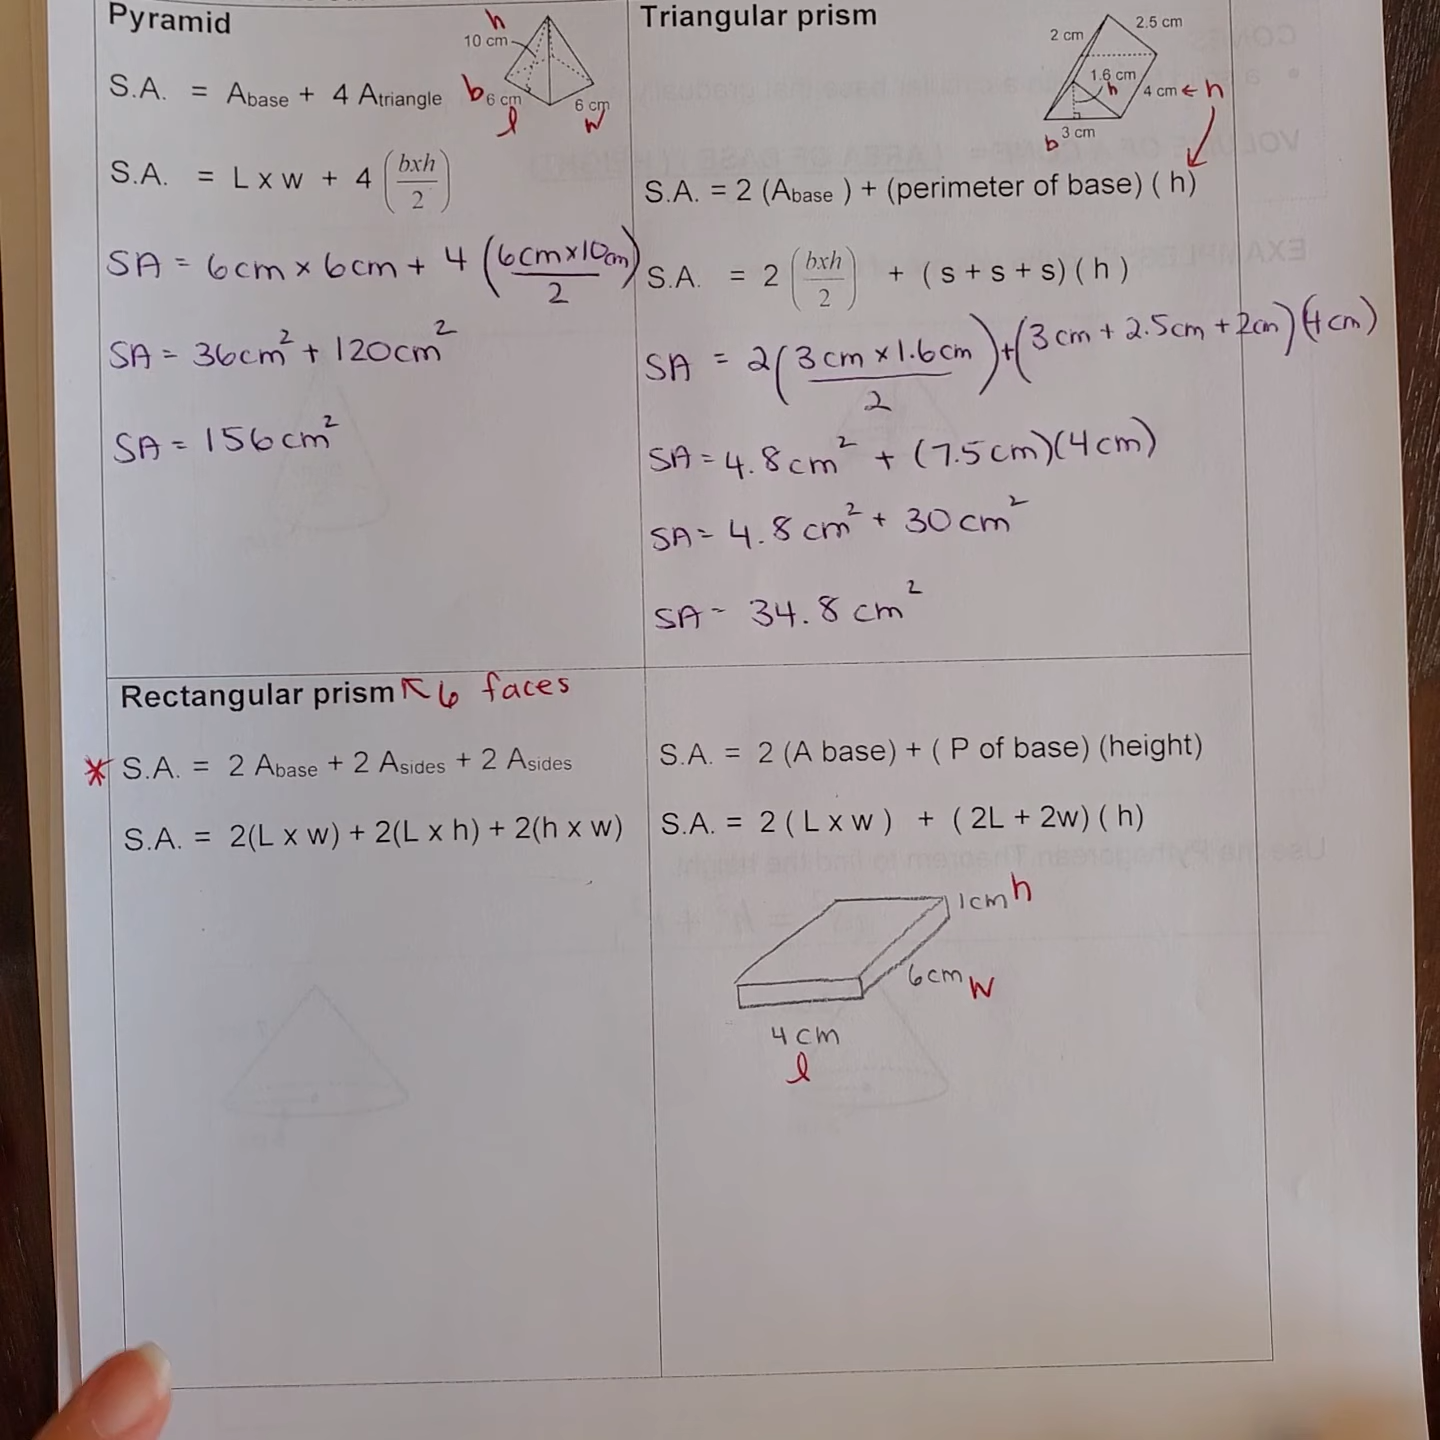 Pyramid
h
10 cm
b 6 cm
l
6 cm
w
S.A. = Abase + 4 Atriangle
S.A. = L x w + 4 (bxh/2)
SA = 6cm × 6cm + 4 (6cm×10cm/2)
SA = 36cm² + 120cm²
SA = 156cm²
Triangular prism
2 cm
2.5 cm
1.6 cm
h
4 cm ← h
b 3 cm
S.A. = 2 (Abase ) + (perimeter of base) ( h)
S.A. = 2 (bxh/2) + ( s + s + s) ( h )
SA = 2(3cm × 1.6cm/2) + (3cm + 2.5cm + 2cm)(4cm)
SA = 4.8cm² + (7.5cm)(4cm)
SA = 4.8cm² + 30cm²
SA = 34.8cm²
Rectangular prism ↖ 6 faces
* S.A. = 2 Abase + 2 Asides + 2 Asides
S.A. = 2(L x w) + 2(L x h) + 2(h x w)
S.A. = 2 (A base) + ( P of base) (height)
S.A. = 2 ( L x w ) + ( 2L + 2w) ( h)
1cm h
6cm w
4cm
l